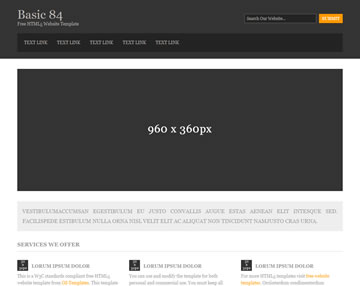 Basic 84
Free HTML5 Website Template
Search Our Website...
SUBMIT
TEXT LINK TEXT LINK TEXT LINK TEXT LINK TEXT LINK
960 x 360px
VESTIBULUMACCUMSAN EGESTIBULUM EU JUSTO CONVALLIS AUGUE ESTAS AENEAN ELIT INTESQUE SED.
FACILISPEDE ESTIBULUM NULLA ORNA NISL VELIT ELIT AC ALIQUAT NON TINCIDUNT NAMJUSTO CRAS URNA.
SERVICES WE OFFER
LOREM IPSUM DOLOR
This is a W3C standards compliant free HTML5
website template from OS Templates. This template
LOREM IPSUM DOLOR
You can use and modify the template for both
personal and commercial use. You must keep all
LOREM IPSUM DOLOR
For more HTML5 templates visit free website
templates.